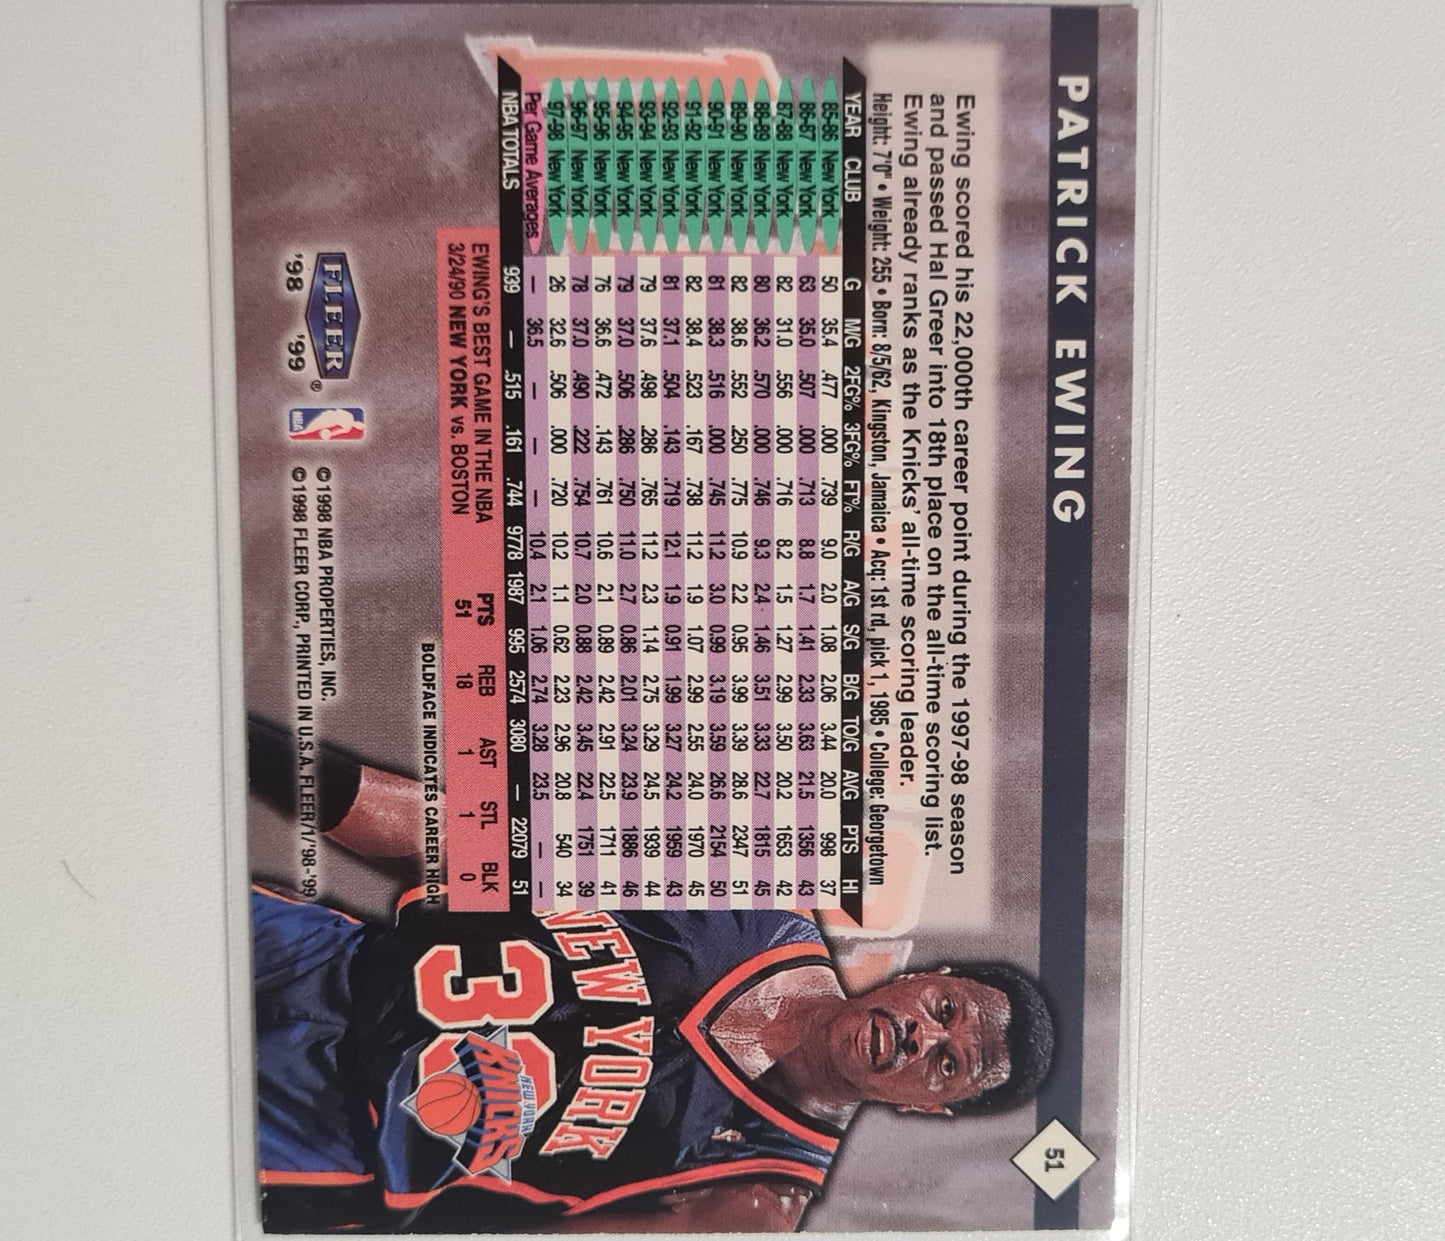 PATRICK EWING
Ewing scored his 22,000th career point during the 1997-98 season
and passed Hal Greer into 18th place on the all-time scoring list.
Ewing already ranks as the Knicks' all-time scoring leader.
Height: 7'0" • Weight: 255 • Born: 8/5/62, Kingston, Jamaica • Acq: 1st rd, pick 1, 1985 • College: Georgetown
YEAR CLUB G M/G 2FG% 3FG% FT% R/G A/G S/G B/G TO/G AVG PTS HI
85-86 New York 50 35.4 .477 .000 .739 9.0 2.0 1.08 2.06 3.44 20.0 998 37
86-87 New York 63 35.0 .507 .000 .713 8.8 1.7 1.41 2.33 3.63 21.5 1356 43
87-88 New York 82 31.0 .556 .000 .716 8.2 1.5 1.27 2.99 3.50 20.2 1653 42
88-89 New York 80 36.2 .570 .000 .746 9.3 2.4 1.46 3.51 3.33 22.7 1815 45
89-90 New York 82 38.6 .552 .250 .775 10.9 2.2 0.95 3.99 3.39 28.6 2347 51
90-91 New York 81 38.3 .516 .000 .745 11.2 3.0 0.99 3.19 3.59 26.6 2154 50
91-92 New York 82 38.4 .523 .167 .738 11.2 1.9 1.07 2.99 2.55 24.0 1970 45
92-93 New York 81 37.1 .504 .143 .719 12.1 1.9 0.91 1.99 3.27 24.2 1959 43
93-94 New York 79 37.6 .498 .286 .765 11.2 2.3 1.14 2.75 3.29 24.5 1939 44
94-95 New York 79 37.0 .506 .286 .750 11.0 2.7 0.86 2.01 3.24 23.9 1886 46
95-96 New York 76 36.6 .472 .143 .761 10.6 2.1 0.89 2.42 2.91 22.5 1711 41
96-97 New York 78 37.0 .490 .222 .754 10.7 2.0 0.88 2.42 3.45 22.4 1751 39
97-98 New York 26 32.6 .506 .000 .720 10.2 1.1 0.62 2.23 2.96 20.8 540 34
Per Game Averages — 36.5 — — — 10.4 2.1 1.06 2.74 3.28 23.5 — —
NBA TOTALS 939 — .515 .161 .744 9778 1987 995 2574 3080 — 22079 51
EWING'S BEST GAME IN THE NBA PTS REB AST STL BLK
3/24/90 NEW YORK vs. BOSTON 51 18 1 1 0
BOLDFACE INDICATES CAREER HIGH
FLEER ®
'98 '99
NBA
©1998 NBA PROPERTIES, INC.
©1998 FLEER CORP., PRINTED IN U.S.A. FLEER/1/'98-'99
NEW YORK
33
NEW YORK
KNICKS
51